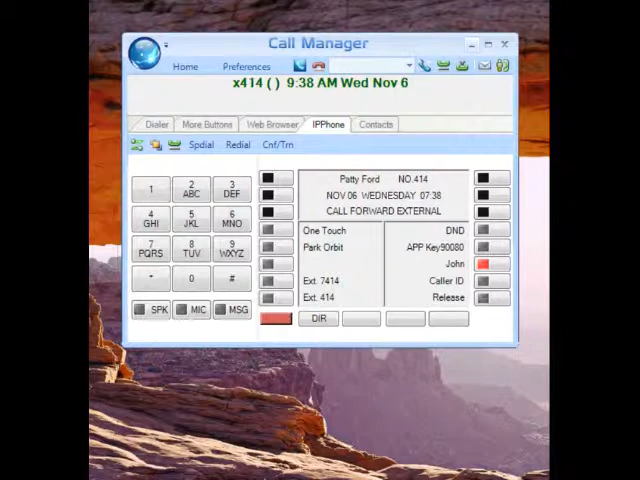 Call Manager
Home Preferences
x414 ( ) 9:38 AM Wed Nov 6
Dialer More Buttons Web Browser IPPhone Contacts
Spdial Redial Cnf/Trn
Patty Ford NO.414
NOV 06 WEDNESDAY 07:38
CALL FORWARD EXTERNAL
1 2 ABC 3 DEF
4 GHI 5 JKL 6 MNO
7 PQRS 8 TUV 9 WXYZ
* 0 #
SPK MIC MSG
One Touch DND
Park Orbit APP Key90080
John
Ext. 7414 Caller ID
Ext. 414 Release
DIR